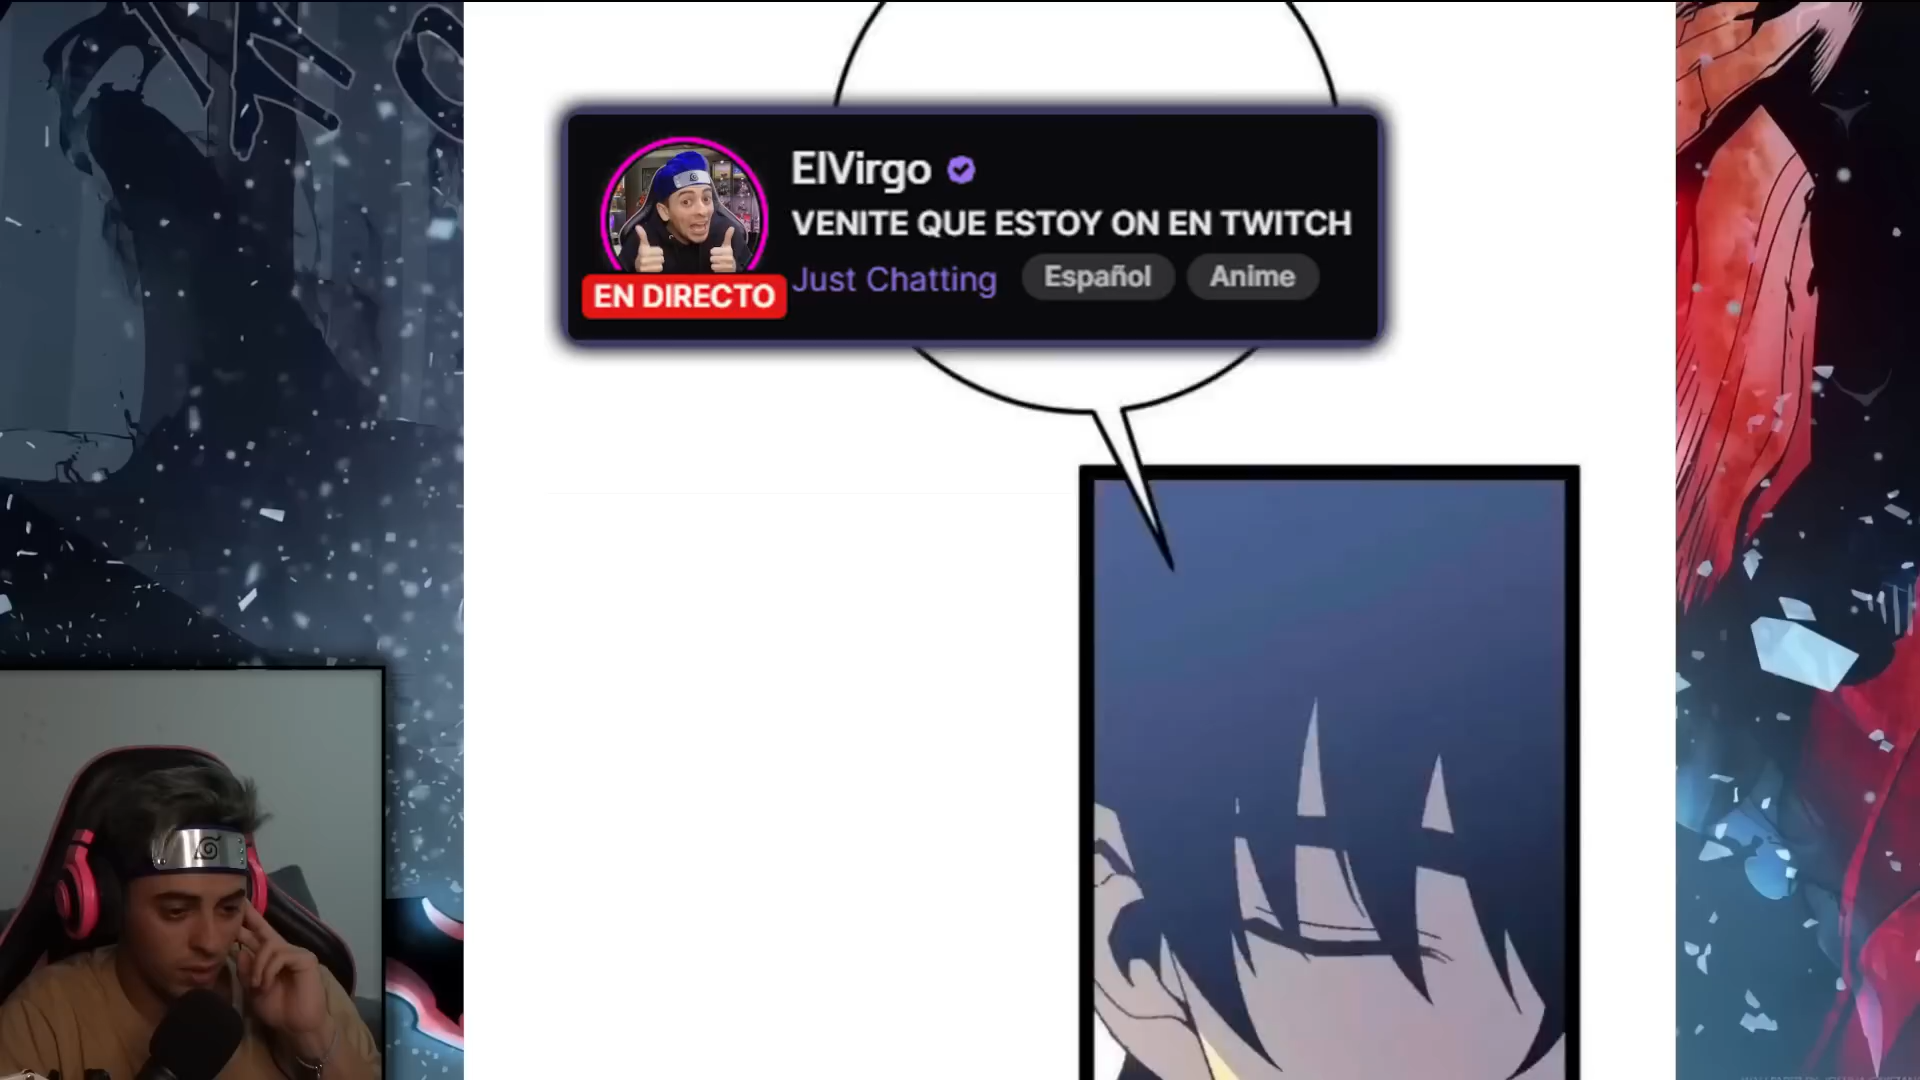 ElVirgo
VENITE QUE ESTOY ON EN TWITCH
EN DIRECTO
Just Chatting
Español
Anime